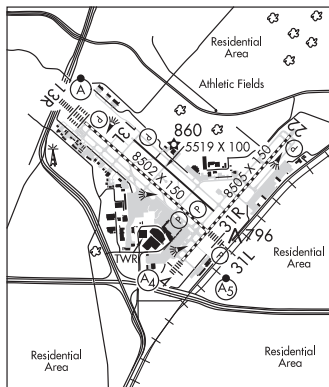 Residential
Area
Athletic Fields
A
13R
P
13L
P
860
5519 X 100
22
P
8502 X 150
8505 X 150
P
P
31R
796
31L
P
TWR
A4
4
A5
Residential
Area
Residential
Area
Residential
Area